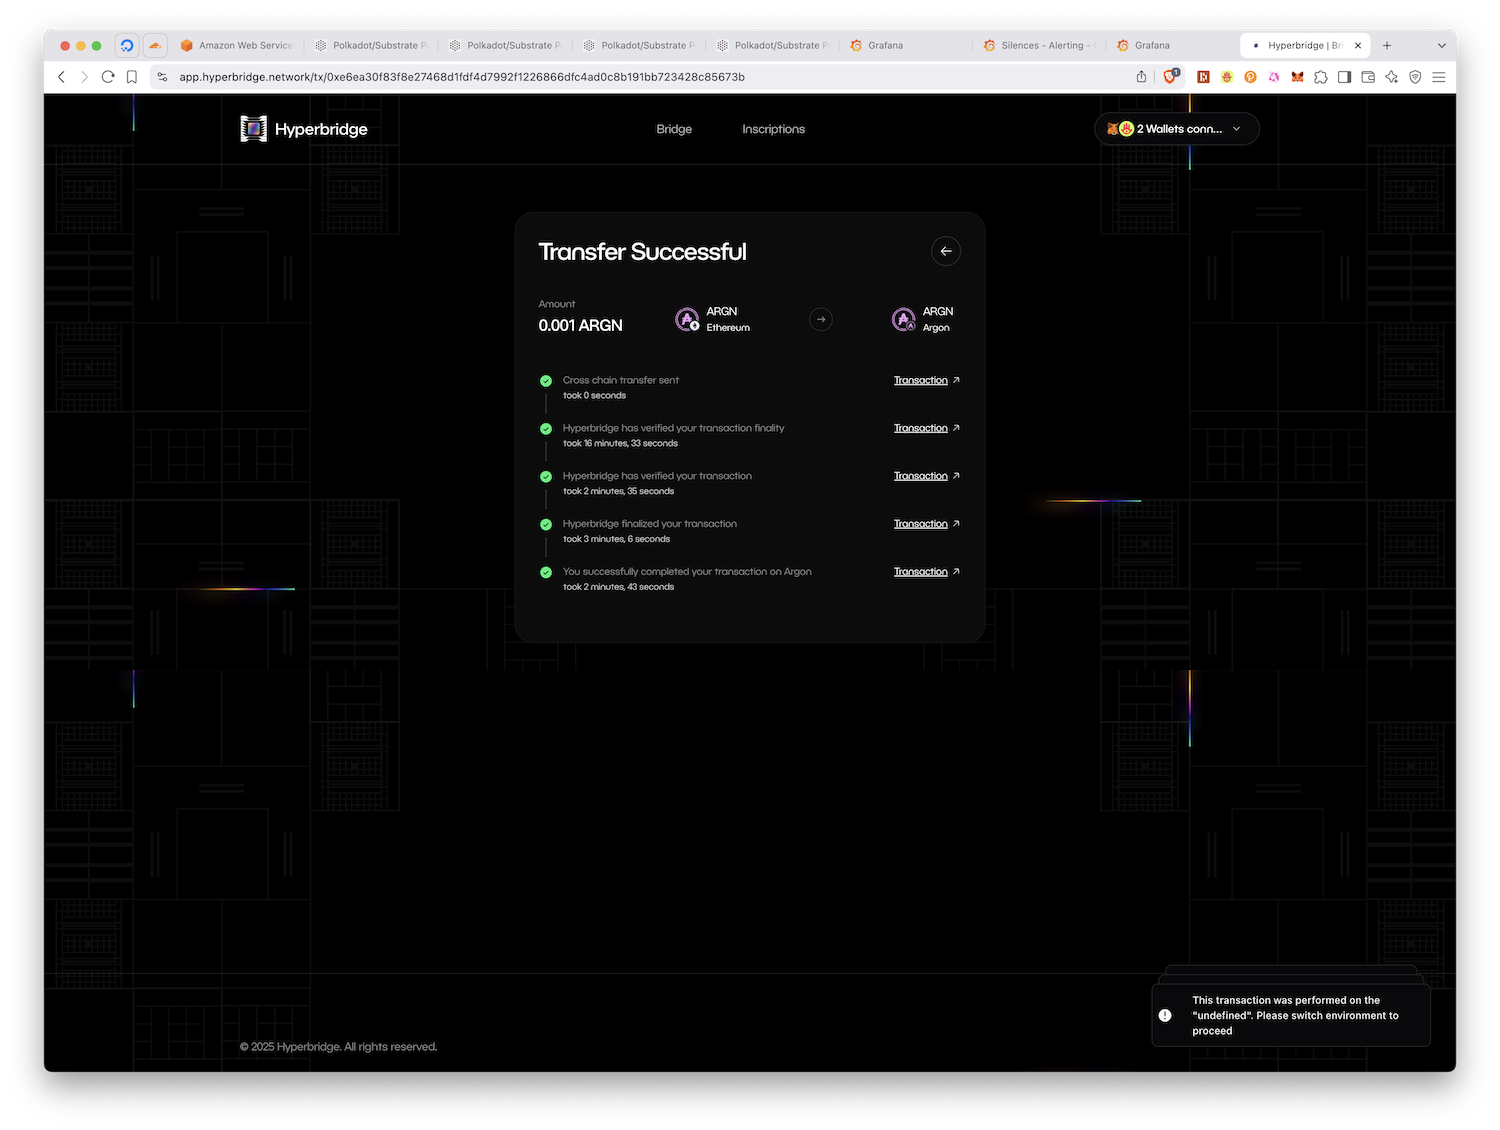 Amazon Web Service
Polkadot/Substrate P
Polkadot/Substrate P
Polkadot/Substrate P
Polkadot/Substrate P
Grafana
Silences - Alerting -
Grafana
Hyperbridge | Bri
app.hyperbridge.network/tx/0xe6ea30f83f8e27468d1fdf4d7992f1226866dfc4ad0c8b191bb723428c85673b
1
Hyperbridge
Bridge
Inscriptions
2 Wallets conn...
Transfer Successful
Amount
0.001 ARGN
ARGN
Ethereum
ARGN
Argon
Cross chain transfer sent
Transaction
took 0 seconds
Hyperbridge has verified your transaction finality
Transaction
took 16 minutes, 33 seconds
Hyperbridge has verified your transaction
Transaction
took 2 minutes, 35 seconds
Hyperbridge finalized your transaction
Transaction
took 3 minutes, 6 seconds
You successfully completed your transaction on Argon
Transaction
took 2 minutes, 43 seconds
This transaction was performed on the
"undefined". Please switch environment to
proceed
© 2025 Hyperbridge. All rights reserved.